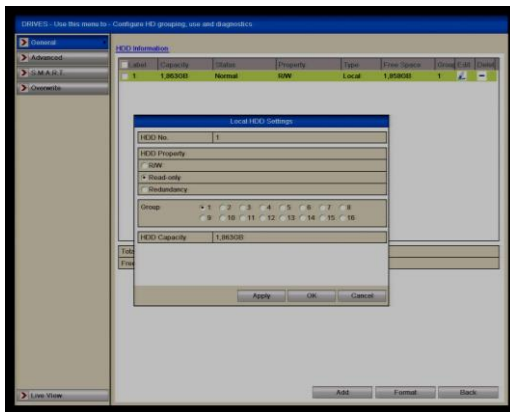 DRIVES - Use this menu to - Configure HD grouping, use and diagnostics.
General
Advanced
S.M.A.R.T
Overwrite
Live View
HDD Information
Label Capacity Status Property Type Free Space Group Edit
1 1,863GB Normal R/W Local 1,858GB 1
Local HDD Settings
HDD No. 1
HDD Property
R/W
Read-only
Redundancy
Group 1 2 3 4 5 6 7 8
9 10 11 12 13 14 15 16
HDD Capacity 1,863GB
Apply OK Cancel
Add Format Back